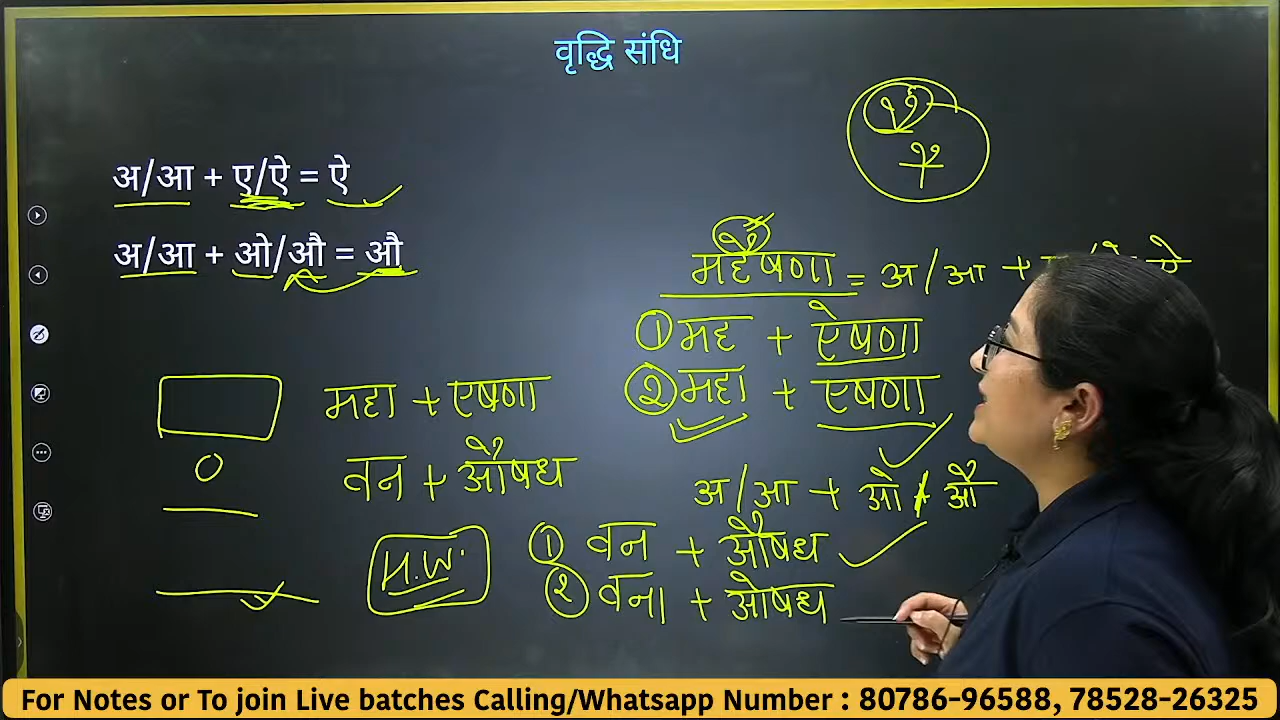 वृद्धि संधि
अ/आ + ए/ऐ = ऐ
अ/आ + ओ/औ = औ
महैषणा = अ/आ +
① मह + ऐषणा
② महा + एषणा
महा + एषणा
वन + औषध
अ/आ + ओ/औ
① वन + औषध
② वना + ओषध
H.W.
For Notes or To join Live batches Calling/Whatsapp Number : 80786-96588, 78528-26325